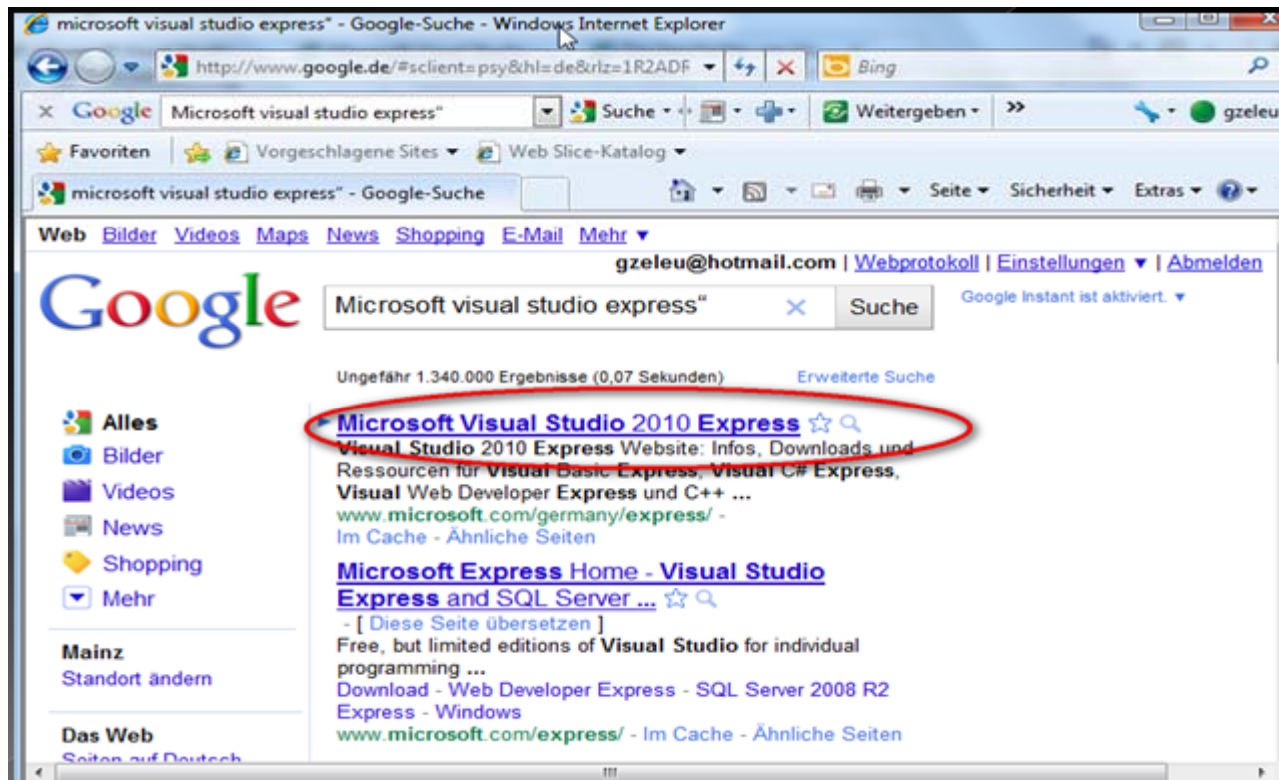 microsoft visual studio express" - Google-Suche - Windows Internet Explorer
http://www.google.de/#sclient=psy&hl=de&rlz=1R2ADF
Bing
Google Microsoft visual studio express" Suche Weitergeben >> gzeleu
Favoriten Vorgeschlagene Sites Web Slice-Katalog
microsoft visual studio express" - Google-Suche Seite Sicherheit Extras
Web Bilder Videos Maps News Shopping E-Mail Mehr
gzeleu@hotmail.com | Webprotokoll | Einstellungen | Abmelden
Google Microsoft visual studio express“ Suche Google Instant ist aktiviert.
Ungefähr 1.340.000 Ergebnisse (0,07 Sekunden) Erweiterte Suche
Alles
Bilder
Videos
News
Shopping
Mehr
Mainz
Standort ändern
Das Web
Seiten auf Deutsch
Microsoft Visual Studio 2010 Express
Visual Studio 2010 Express Website: Infos, Downloads und
Ressourcen für Visual Basic Express, Visual C# Express,
Visual Web Developer Express und C++ ...
www.microsoft.com/germany/express/ -
Im Cache - Ähnliche Seiten
Microsoft Express Home - Visual Studio
Express and SQL Server ...
- [ Diese Seite übersetzen ]
Free, but limited editions of Visual Studio for individual
programming ...
Download - Web Developer Express - SQL Server 2008 R2
Express - Windows
www.microsoft.com/express/ - Im Cache - Ähnliche Seiten